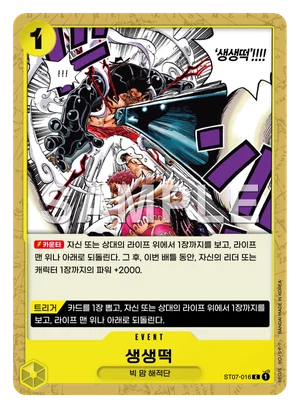 1
'생생떡'!!!!
!!!
SAMPLE
카운터 자신 또는 상대의 라이프 위에서 1장까지를 보고, 라이프
맨 위나 아래로 되돌린다. 그 후, 이번 배틀 동안, 자신의 리더 또는
캐릭터 1장까지의 파워 +2000.
트리거 카드를 1장 뽑고, 자신 또는 상대의 라이프 위에서 1장까지를
보고, 라이프 맨 위나 아래로 되돌린다.
EVENT
생생떡
빅 맘 해적단
ST07-016 C 1